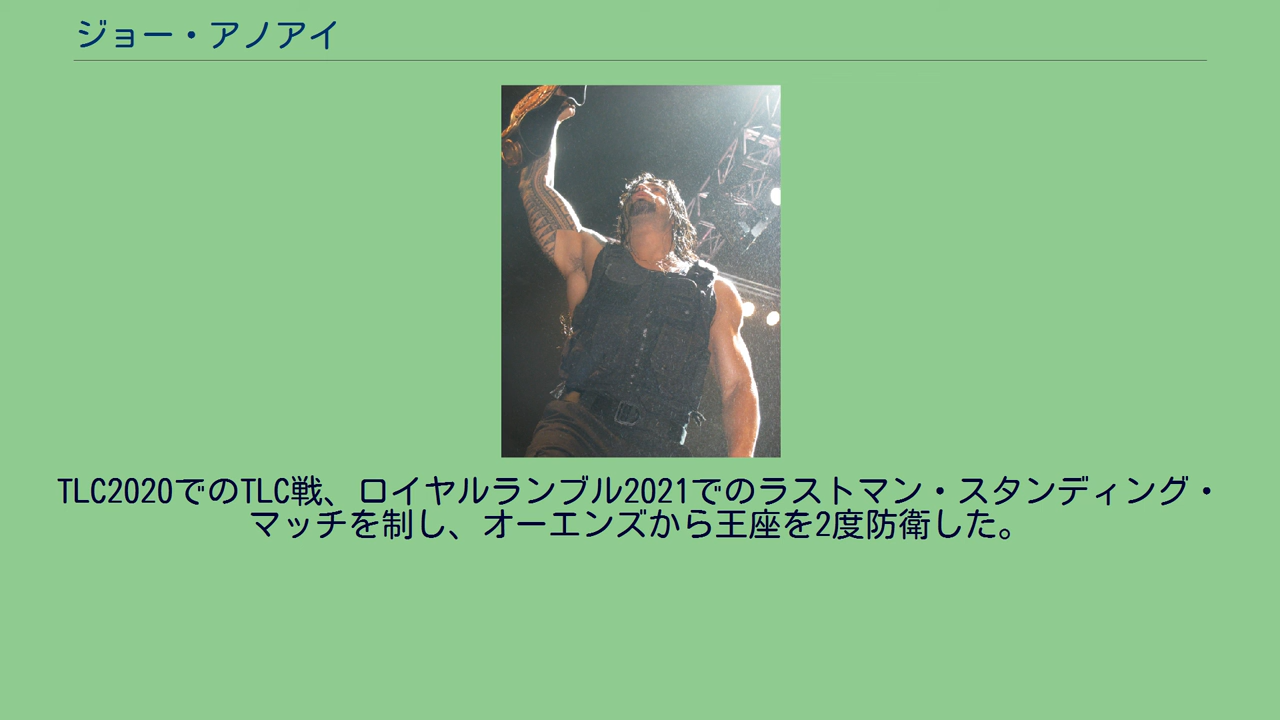 ジョー・アノアイ
TLC2020でのTLC戦、ロイヤルランブル2021でのラストマン・スタンディング・
マッチを制し、オーエンズから王座を2度防衛した。